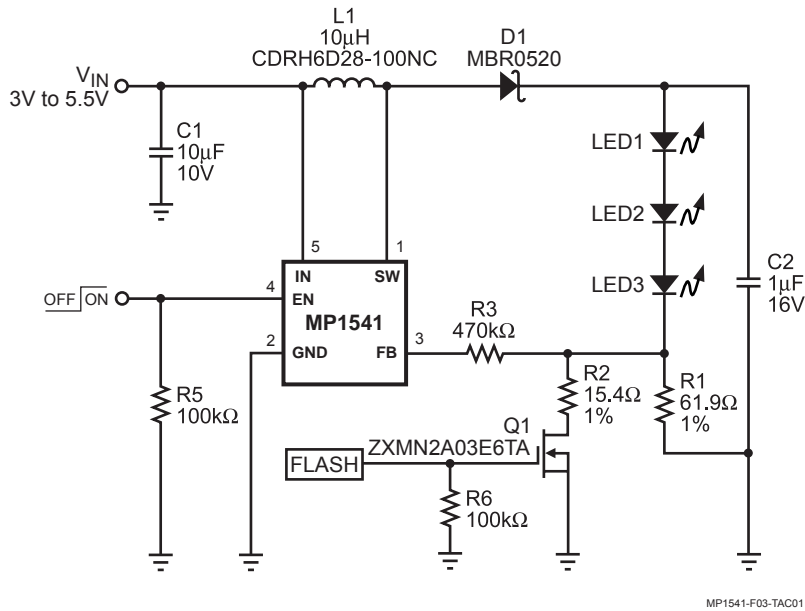 L1
10µH
CDRH6D28-100NC
D1
MBR0520
VIN
3V to 5.5V
C1
10µF
10V
LED1
LED2
LED3
C2
1µF
16V
5
1
IN
SW
4
EN
OFF ON
MP1541
2
GND
FB
3
R3
470kΩ
R5
100kΩ
R2
15.4Ω
1%
R1
61.9Ω
1%
Q1
ZXMN2A03E6TA
FLASH
R6
100kΩ
MP1541-F03-TAC01